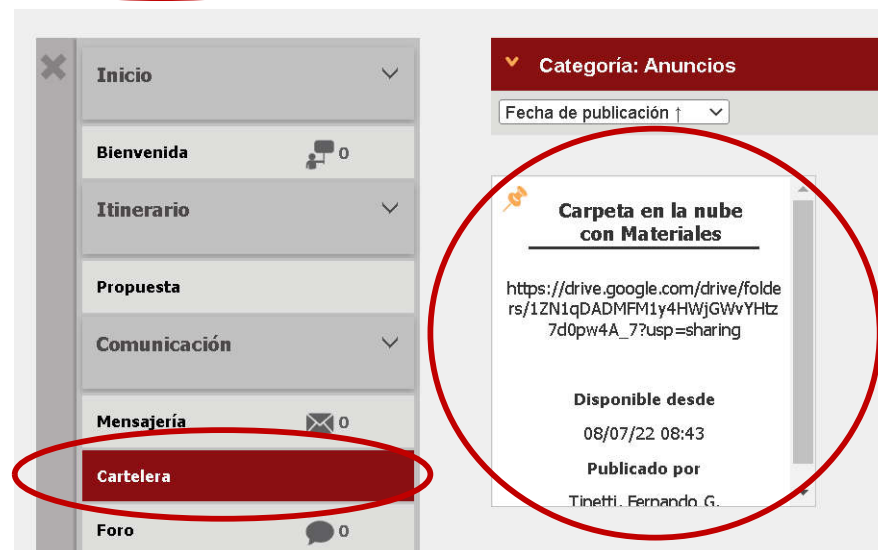 Inicio
Bienvenida 0
Itinerario
Propuesta
Comunicación
Mensajería 0
Cartelera
Foro 0
Categoría: Anuncios
Fecha de publicación ↑
Carpeta en la nube
con Materiales
https://drive.google.com/drive/folde
rs/1ZN1qDADMFM1y4HWjGWvYHtz
7d0pw4A_7?usp=sharing
Disponible desde
08/07/22 08:43
Publicado por
Tinetti, Fernando G.